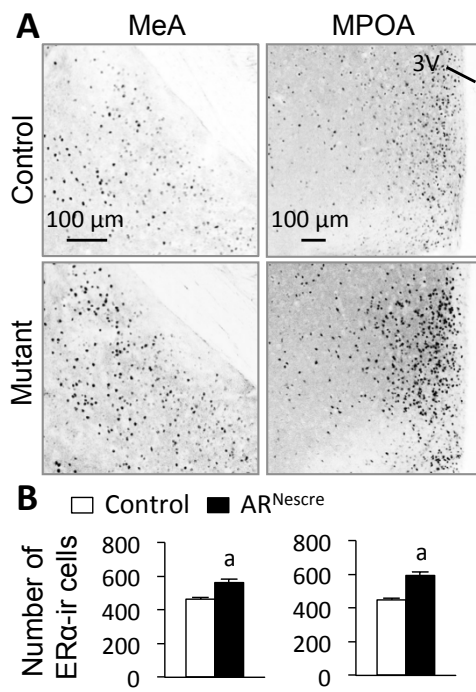 A
MeA MPOA
3V
Control
100 µm 100 µm
Mutant
B
Control AR^Nescre
Number of
ERα-ir cells
800 a
600
400
200
0
800 a
600
400
200
0